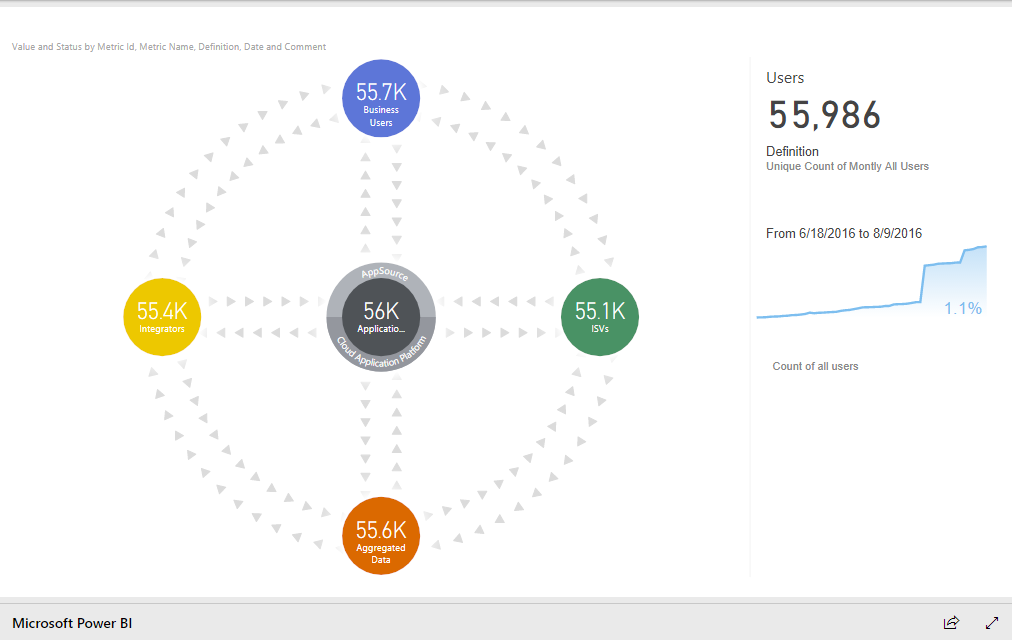 Value and Status by Metric Id, Metric Name, Definition, Date and Comment
55.7K
Business
Users
Users
55,986
Definition
Unique Count of Montly All Users
From 6/18/2016 to 8/9/2016
1.1%
Count of all users
AppSource
56K
Applicatio...
Cloud Application Platform
55.4K
Integrators
55.1K
ISVs
55.6K
Aggregated
Data
Microsoft Power BI